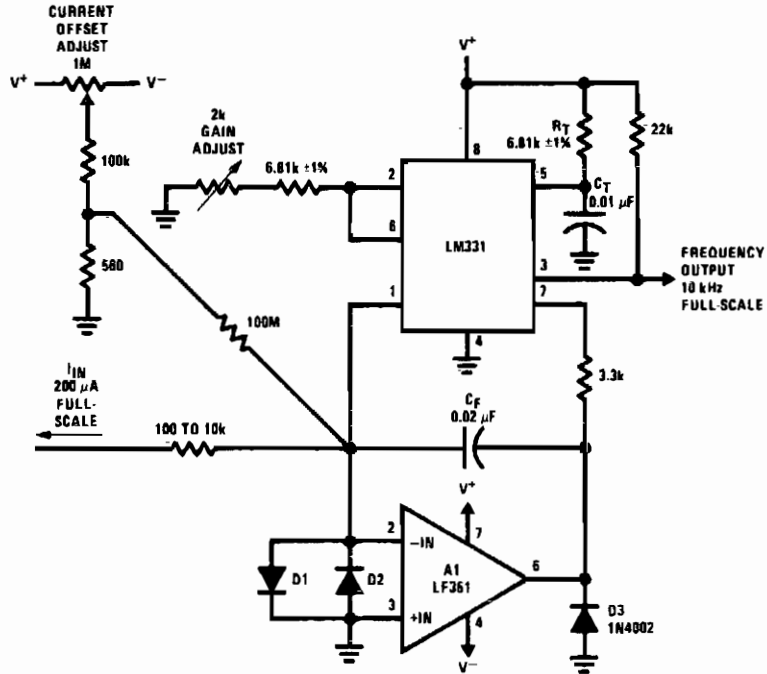 CURRENT
OFFSET
ADJUST
1M
V+
V−
100k
560
2k
GAIN
ADJUST
6.81k ±1%
V+
8
RT
6.81k ±1%
22k
2
5
CT
0.01 µF
6
LM331
3
FREQUENCY
OUTPUT
10 kHz
FULL-SCALE
1
7
4
100M
3.3k
IIN
200 µA
FULL-
SCALE
100 TO 10k
CF
0.02 µF
V+
2
−IN
7
D1
D2
A1
LF351
6
3
+IN
4
V−
D3
1N4002